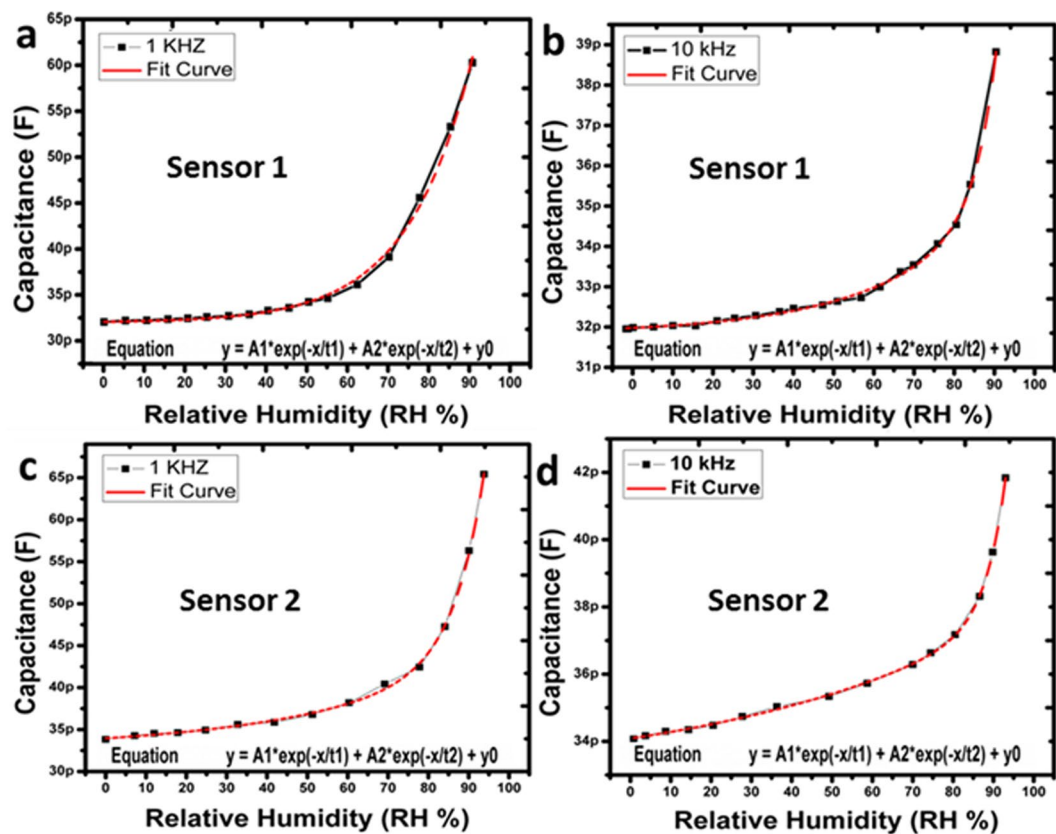 a
1 KHZ
Fit Curve
Sensor 1
Capacitance (F)
65p
60p
55p
50p
45p
40p
35p
30p
Equation y = A1*exp(-x/t1) + A2*exp(-x/t2) + y0
0 10 20 30 40 50 60 70 80 90 100
Relative Humidity (RH %)
b
10 kHz
Fit Curve
Sensor 1
Capactance (F)
39p
38p
37p
36p
35p
34p
33p
32p
31p
Equation y = A1*exp(-x/t1) + A2*exp(-x/t2) + y0
0 10 20 30 40 50 60 70 80 90 100
Relative Humidity (RH %)
c
1 KHZ
Fit Curve
Sensor 2
Capacitance (F)
65p
60p
55p
50p
45p
40p
35p
30p
Equation y = A1*exp(-x/t1) + A2*exp(-x/t2) + y0
0 10 20 30 40 50 60 70 80 90 100
Relative Humidity (RH %)
d
10 kHz
Fit Curve
Sensor 2
Capacitance (F)
42p
40p
38p
36p
34p
Equation y = A1*exp(-x/t1) + A2*exp(-x/t2) + y0
0 10 20 30 40 50 60 70 80 90 100
Relative Humidity (RH %)